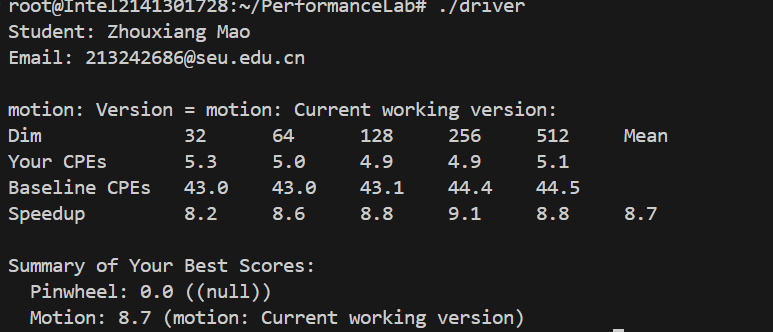 root@Intel2141301728:~/PerformanceLab# ./driver
Student: Zhouxiang Mao
Email: 213242686@seu.edu.cn
motion: Version = motion: Current working version:
Dim 32 64 128 256 512 Mean
Your CPEs 5.3 5.0 4.9 4.9 5.1
Baseline CPEs 43.0 43.0 43.1 44.4 44.5
Speedup 8.2 8.6 8.8 9.1 8.8 8.7
Summary of Your Best Scores:
Pinwheel: 0.0 ((null))
Motion: 8.7 (motion: Current working version)